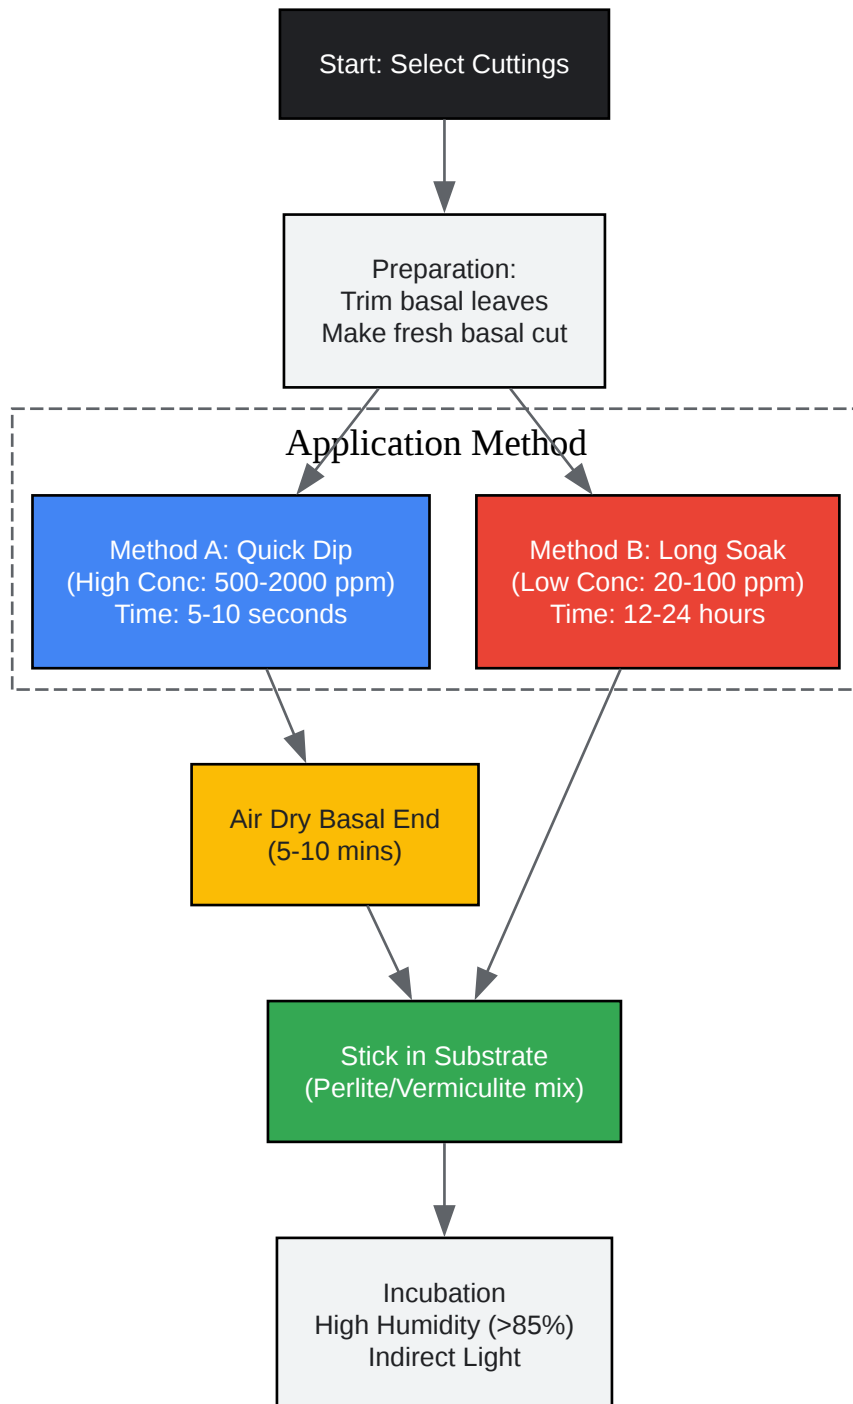 Start: Select Cuttings
Preparation:
Trim basal leaves
Make fresh basal cut
Application Method
Method A: Quick Dip
(High Conc: 500-2000 ppm)
Time: 5-10 seconds
Method B: Long Soak
(Low Conc: 20-100 ppm)
Time: 12-24 hours
Air Dry Basal End
(5-10 mins)
Stick in Substrate
(Perlite/Vermiculite mix)
Incubation
High Humidity (>85%)
Indirect Light